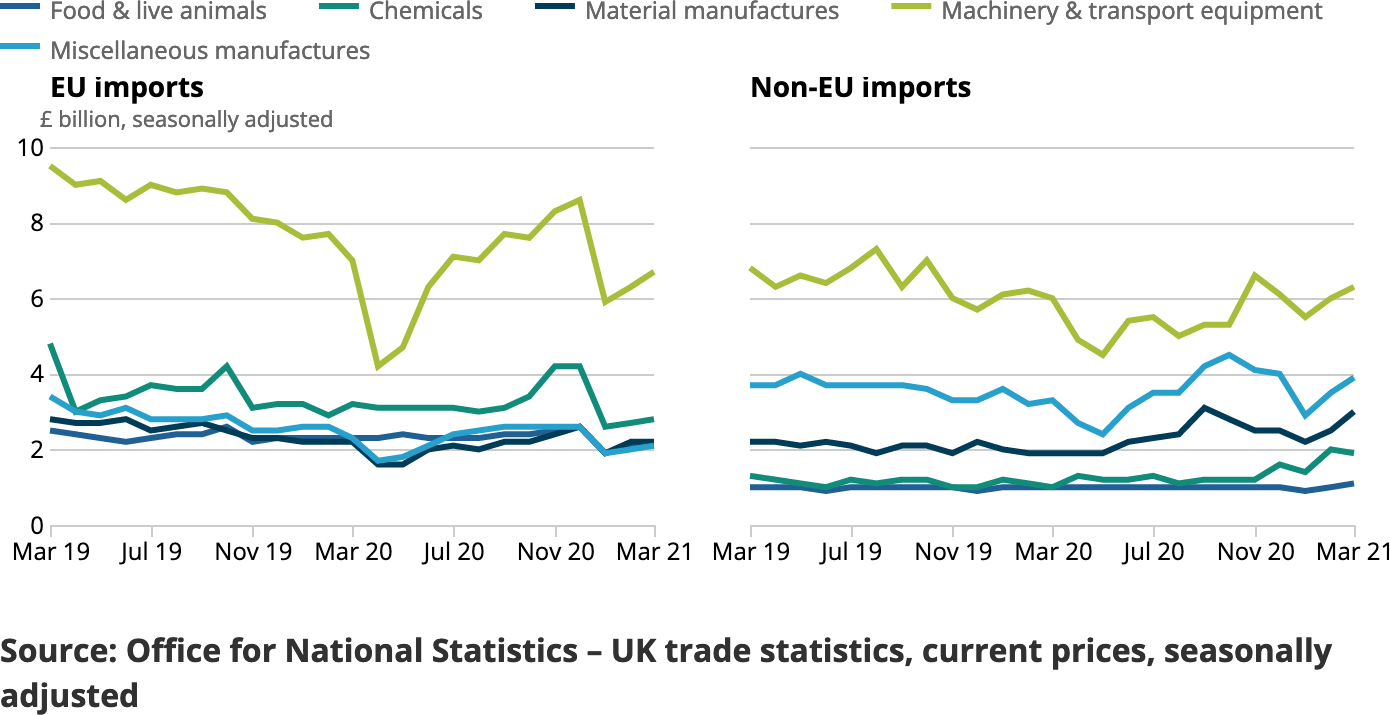 Food & live animals Chemicals Material manufactures Machinery & transport equipment
Miscellaneous manufactures
EU imports
£ billion, seasonally adjusted
10
8
6
4
2
0
Mar 19 Jul 19 Nov 19 Mar 20 Jul 20 Nov 20 Mar 21
Non-EU imports
Mar 19 Jul 19 Nov 19 Mar 20 Jul 20 Nov 20 Mar 21
Source: Office for National Statistics – UK trade statistics, current prices, seasonally
adjusted